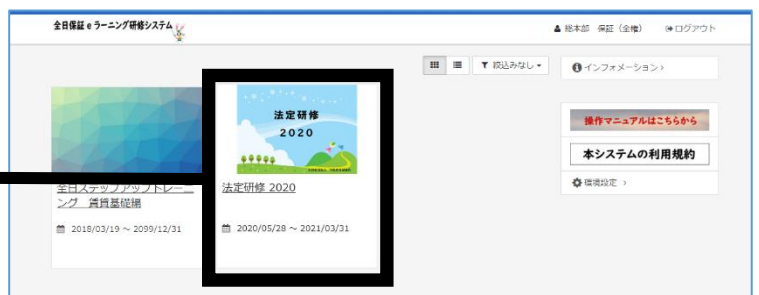 全日保証 e ラーニング研修システム
総本部 保証（全権） ログアウト
絞込みなし
インフォメーション
法定研修
2020
操作マニュアルはこちらから
本システムの利用規約
環境設定
全日ステップアップトレーニ
ング 賃貸基礎編
2018/03/19 ～ 2099/12/31
法定研修 2020
2020/05/28 ～ 2021/03/31